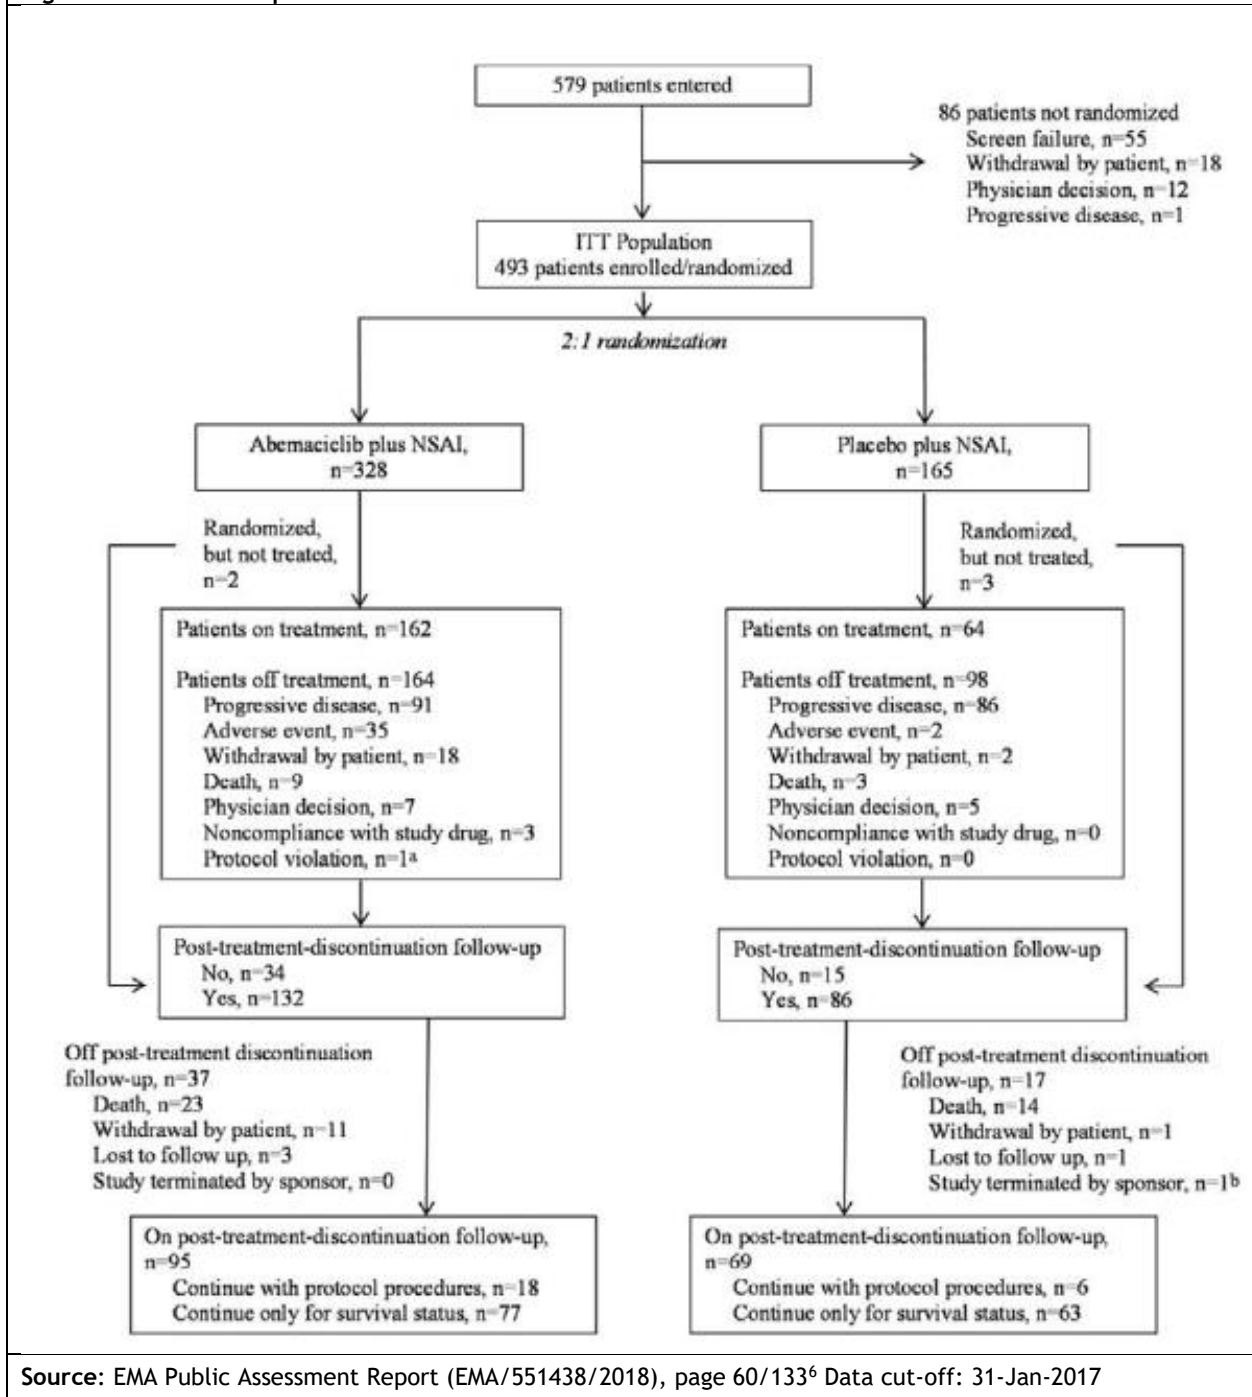 579 patients entered
86 patients not randomized
Screen failure, n=55
Withdrawal by patient, n=18
Physician decision, n=12
Progressive disease, n=1
ITT Population
493 patients enrolled/randomized
2:1 randomization
Abemaciclib plus NSAI,
n=328
Placebo plus NSAI,
n=165
Randomized,
but not treated,
n=2
Randomized,
but not treated,
n=3
Patients on treatment, n=162
Patients off treatment, n=164
Progressive disease, n=91
Adverse event, n=35
Withdrawal by patient, n=18
Death, n=9
Physician decision, n=7
Noncompliance with study drug, n=3
Protocol violation, n=1ᵃ
Patients on treatment, n=64
Patients off treatment, n=98
Progressive disease, n=86
Adverse event, n=2
Withdrawal by patient, n=2
Death, n=3
Physician decision, n=5
Noncompliance with study drug, n=0
Protocol violation, n=0
Post-treatment-discontinuation follow-up
No, n=34
Yes, n=132
Post-treatment-discontinuation follow-up
No, n=15
Yes, n=86
Off post-treatment discontinuation
follow-up, n=37
Death, n=23
Withdrawal by patient, n=11
Lost to follow up, n=3
Study terminated by sponsor, n=0
Off post-treatment discontinuation
follow-up, n=17
Death, n=14
Withdrawal by patient, n=1
Lost to follow up, n=1
Study terminated by sponsor, n=1ᵇ
On post-treatment-discontinuation follow-up,
n=95
Continue with protocol procedures, n=18
Continue only for survival status, n=77
On post-treatment-discontinuation follow-up,
n=69
Continue with protocol procedures, n=6
Continue only for survival status, n=63
Source: EMA Public Assessment Report (EMA/551438/2018), page 60/133⁶ Data cut-off: 31-Jan-2017